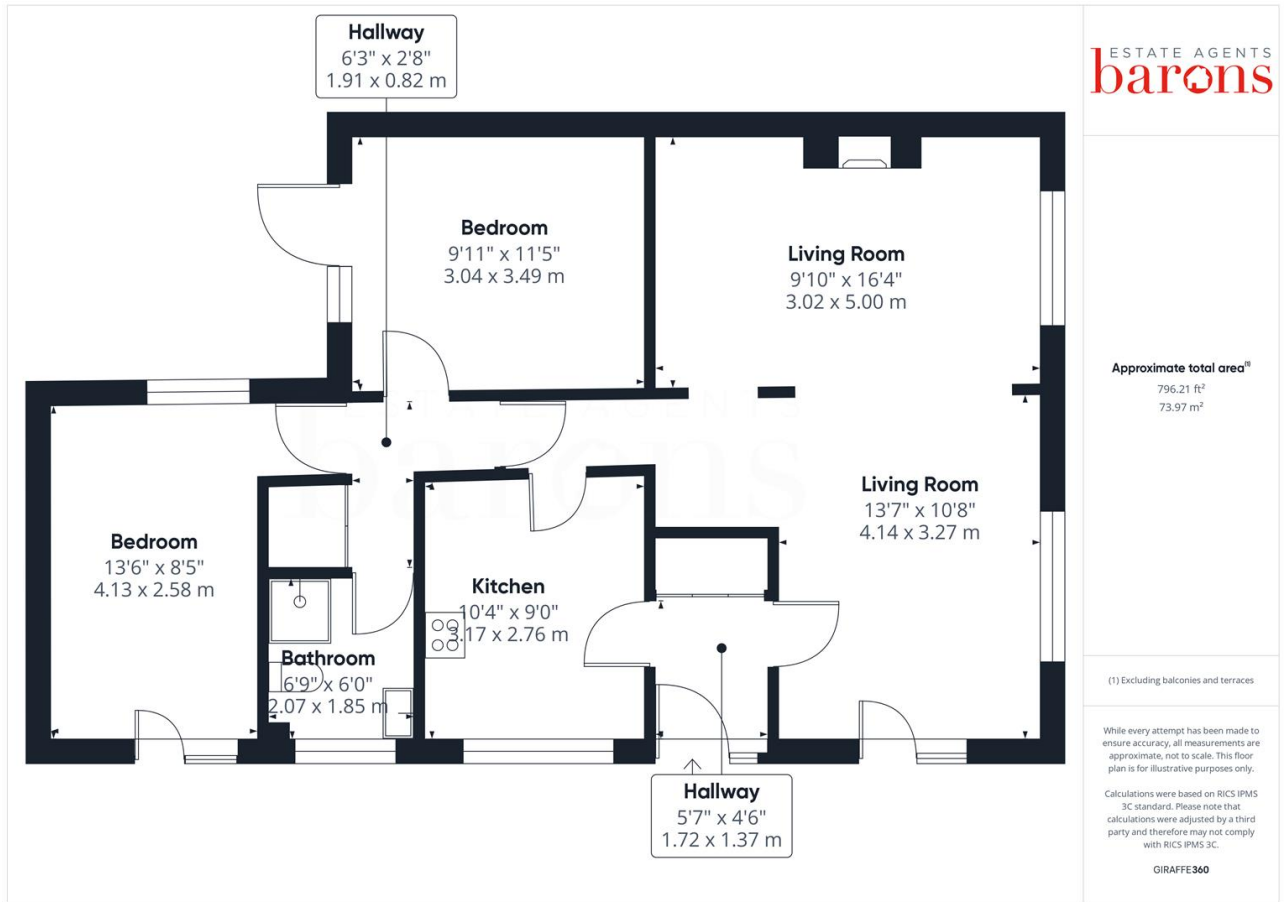 Hallway
6'3" x 2'8"
1.91 x 0.82 m
ESTATE AGENTS
barons
Bedroom
9'11" x 11'5"
3.04 x 3.49 m
Living Room
9'10" x 16'4"
3.02 x 5.00 m
Approximate total area(1)
796.21 ft²
73.97 m²
ESTATE AGENTS
barons
Living Room
13'7" x 10'8"
4.14 x 3.27 m
Bedroom
13'6" x 8'5"
4.13 x 2.58 m
Kitchen
10'4" x 9'0"
3.17 x 2.76 m
Bathroom
6'9" x 6'0"
2.07 x 1.85 m
Hallway
5'7" x 4'6"
1.72 x 1.37 m
(1) Excluding balconies and terraces
While every attempt has been made to
ensure accuracy, all measurements are
approximate, not to scale. This floor
plan is for illustrative purposes only.
Calculations were based on RICS IPMS
3C standard. Please note that
calculations were adjusted by a third
party and therefore may not comply
with RICS IPMS 3C.
GIRAFFE360